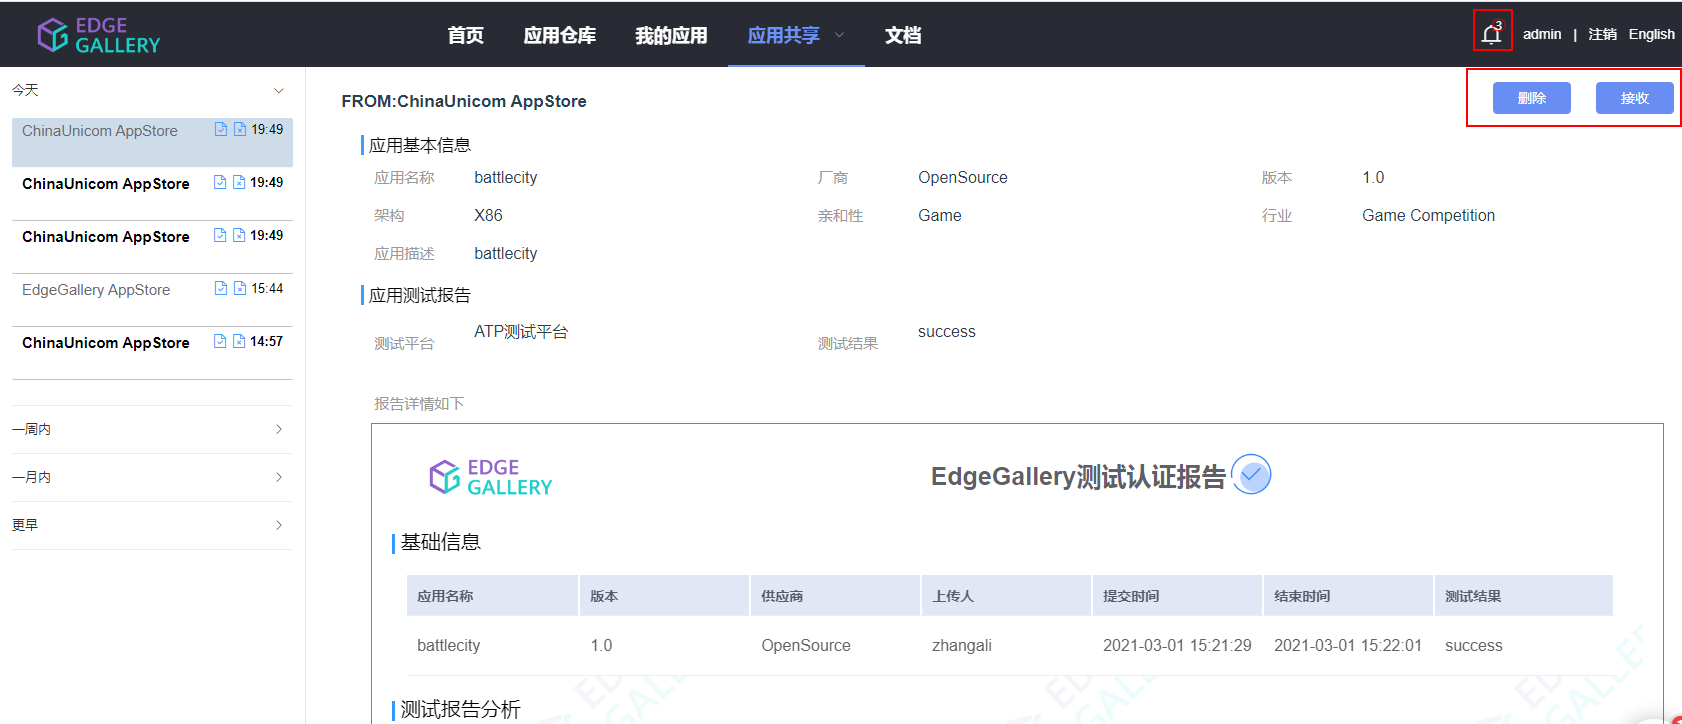 EDGE
GALLERY
首页 应用仓库 我的应用 应用共享 文档
3
admin | 注销 English
今天
ChinaUnicom AppStore 19:49
ChinaUnicom AppStore 19:49
ChinaUnicom AppStore 19:49
EdgeGallery AppStore 15:44
ChinaUnicom AppStore 14:57
一周内
一月内
更早
FROM:ChinaUnicom AppStore
删除 接收
应用基本信息
应用名称 battlecity 厂商 OpenSource 版本 1.0
架构 X86 亲和性 Game 行业 Game Competition
应用描述 battlecity
应用测试报告
测试平台 ATP测试平台 测试结果 success
报告详情如下
EDGE
GALLERY
EdgeGallery测试认证报告
基础信息
应用名称 版本 供应商 上传人 提交时间 结束时间 测试结果
battlecity 1.0 OpenSource zhangali 2021-03-01 15:21:29 2021-03-01 15:22:01 success
测试报告分析